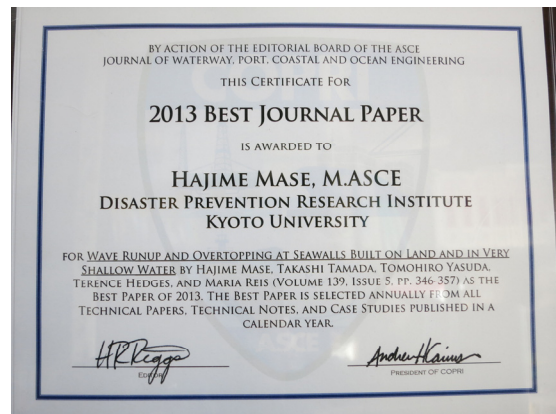 BY ACTION OF THE EDITORIAL BOARD OF THE ASCE
JOURNAL OF WATERWAY, PORT, COASTAL AND OCEAN ENGINEERING
THIS CERTIFICATE FOR
2013 BEST JOURNAL PAPER
IS AWARDED TO
HAJIME MASE, M.ASCE
DISASTER PREVENTION RESEARCH INSTITUTE
KYOTO UNIVERSITY
FOR WAVE RUNUP AND OVERTOPPING AT SEAWALLS BUILT ON LAND AND IN VERY
SHALLOW WATER BY HAJIME MASE, TAKASHI TAMADA, TOMOHIRO YASUDA,
TERENCE HEDGES, AND MARIA REIS (VOLUME 139, ISSUE 5, PP. 346-357) AS THE
BEST PAPER OF 2013. THE BEST PAPER IS SELECTED ANNUALLY FROM ALL
TECHNICAL PAPERS, TECHNICAL NOTES, AND CASE STUDIES PUBLISHED IN A
CALENDAR YEAR.
ASCE
EDITOR
PRESIDENT OF COPRI